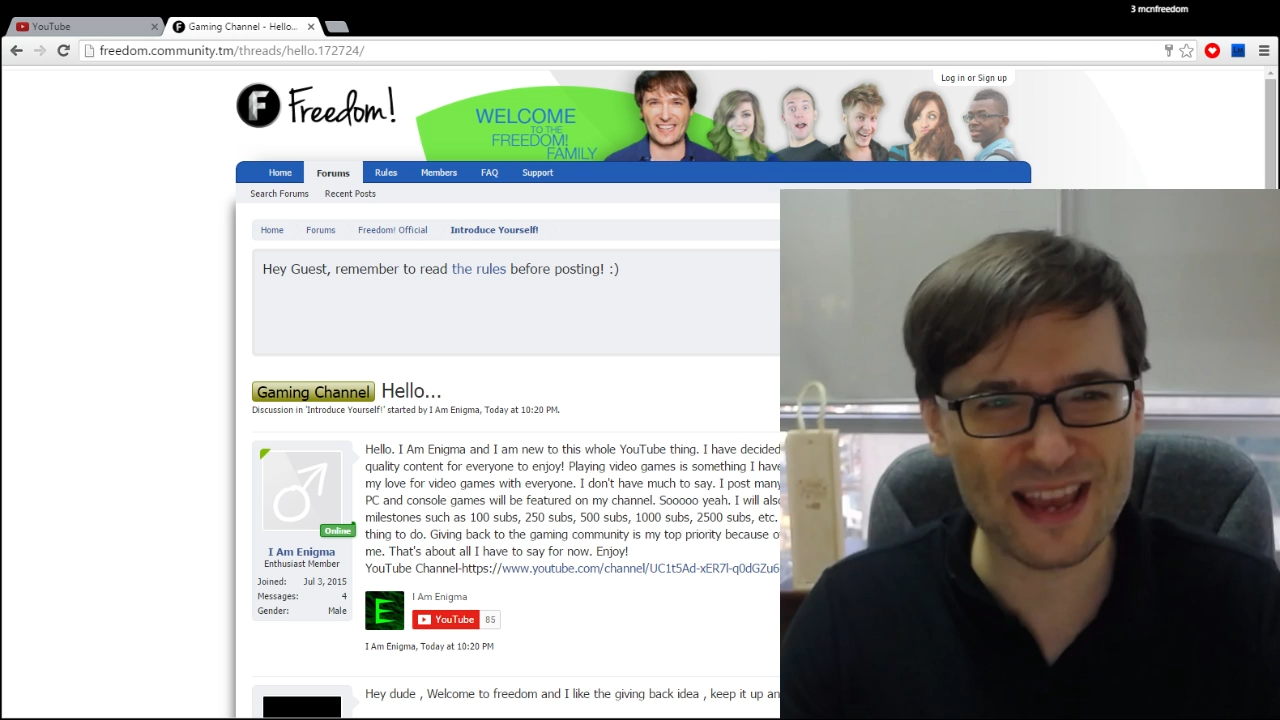 3 mcnfreedom
YouTube
Gaming Channel - Hello...
freedom.community.tm/threads/hello.172724/
Log in or Sign up
F Freedom!
WELCOME
TO THE
FREEDOM!
FAMILY
Home Forums Rules Members FAQ Support
Search Forums Recent Posts
Home Forums Freedom! Official Introduce Yourself!
Hey Guest, remember to read the rules before posting! :)
Gaming Channel Hello...
Discussion in 'Introduce Yourself!' started by I Am Enigma, Today at 10:20 PM.
Hello. I Am Enigma and I am new to this whole YouTube thing. I have decided
quality content for everyone to enjoy! Playing video games is something I have
my love for video games with everyone. I don't have much to say. I post many
PC and console games will be featured on my channel. Sooooo yeah. I will also
milestones such as 100 subs, 250 subs, 500 subs, 1000 subs, 2500 subs, etc.
thing to do. Giving back to the gaming community is my top priority because o
me. That's about all I have to say for now. Enjoy!
YouTube Channel-https://www.youtube.com/channel/UC1t5Ad-xER7l-q0dGZu6
Online
I Am Enigma
Enthusiast Member
Joined: Jul 3, 2015
Messages: 4
Gender: Male
E
I Am Enigma
YouTube 85
I Am Enigma, Today at 10:20 PM
Hey dude , Welcome to freedom and I like the giving back idea , keep it up an